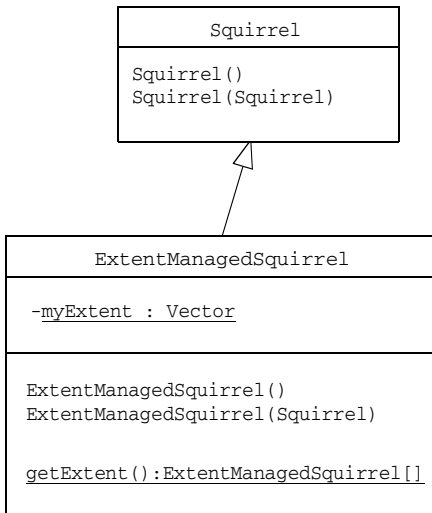 Squirrel
Squirrel()
Squirrel(Squirrel)
ExtentManagedSquirrel
-myExtent : Vector
ExtentManagedSquirrel()
ExtentManagedSquirrel(Squirrel)
getExtent():ExtentManagedSquirrel[]